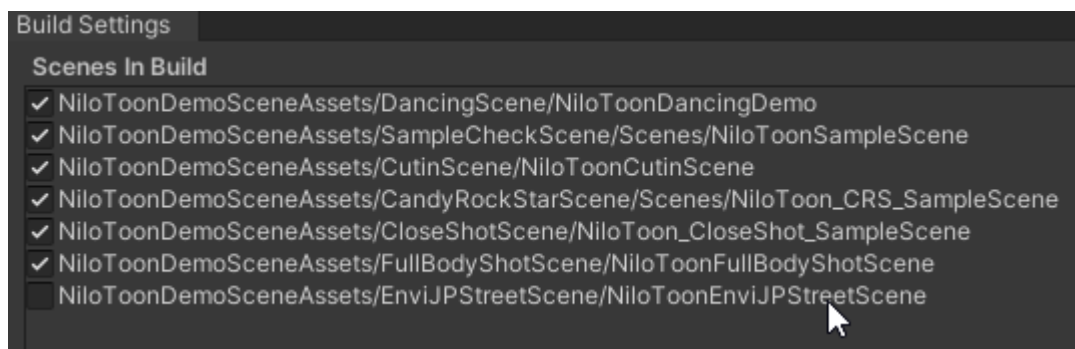 Build Settings
Scenes In Build
NiloToonDemoSceneAssets/DancingScene/NiloToonDancingDemo
NiloToonDemoSceneAssets/SampleCheckScene/Scenes/NiloToonSampleScene
NiloToonDemoSceneAssets/CutinScene/NiloToonCutinScene
NiloToonDemoSceneAssets/CandyRockStarScene/Scenes/NiloToon_CRS_SampleScene
NiloToonDemoSceneAssets/CloseShotScene/NiloToon_CloseShot_SampleScene
NiloToonDemoSceneAssets/FullBodyShotScene/NiloToonFullBodyShotScene
NiloToonDemoSceneAssets/EnviJPStreetScene/NiloToonEnviJPStreetScene